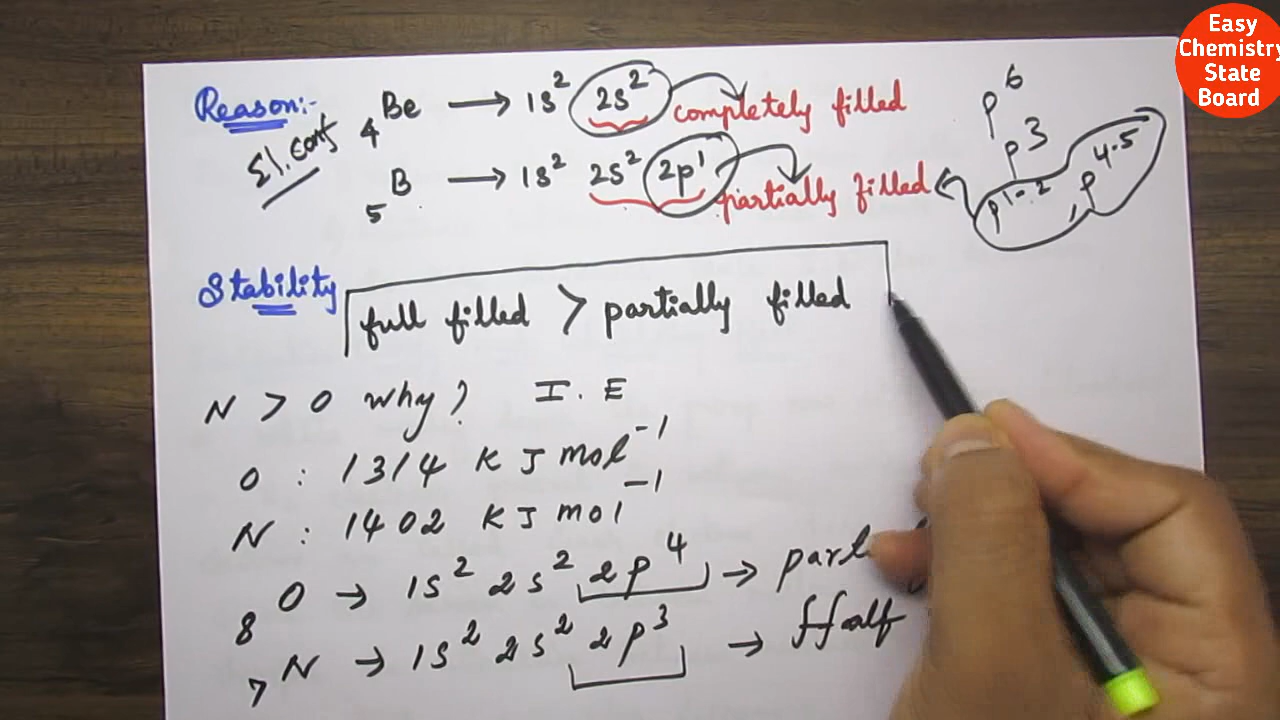 Easy
Chemistry
State
Board
Reason:- ₄Be → 1s² 2s² completely filled
El. conf
p⁶
p³
₅B → 1s² 2s² 2p¹ partially filled
p¹⁻², p⁴·⁵
Stability full filled > partially filled
N > O why? I.E
O : 1314 KJ mol⁻¹
N : 1402 KJ mol⁻¹
₈O → 1s² 2s² 2p⁴ →
₇N → 1s² 2s² 2p³ → Half